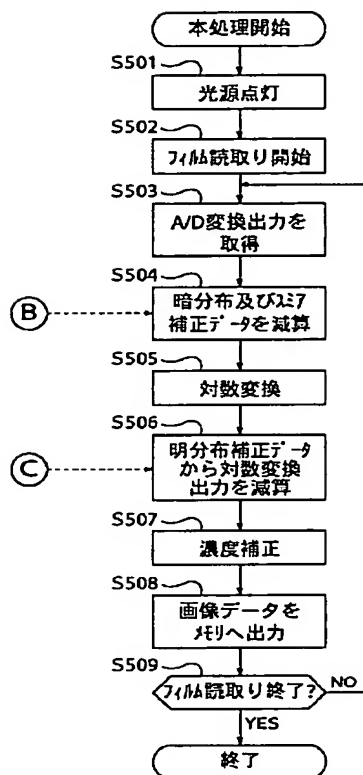 本処理開始
S501
光源点灯
S502
フィルム読取り開始
S503
A/D変換出力を
取得
S504
B
暗分布及びスミア
補正データを減算
S505
対数変換
S506
C
明分布補正データ
から対数変換
出力を減算
S507
濃度補正
S508
画像データを
メモリへ出力
S509
フィルム読取り終了?
NO
YES
終了